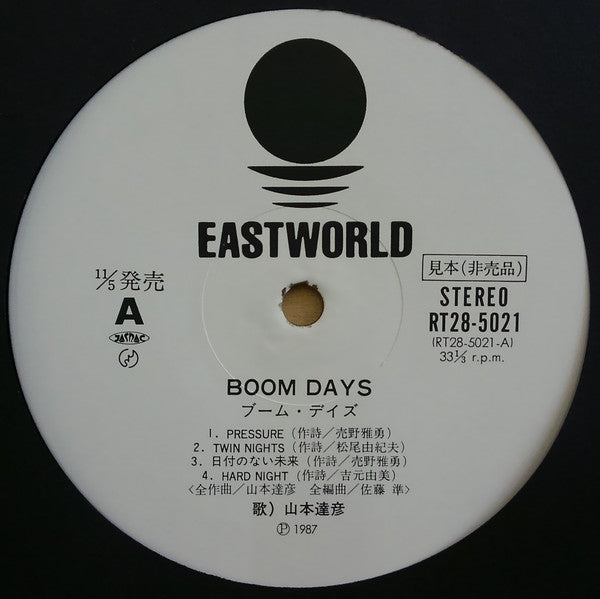 EASTWORLD
11/5発売
見本(非売品)
A
STEREO
RT28-5021
(RT28-5021-A)
33⅓ r.p.m.
JASRAC
BOOM DAYS
ブーム・デイズ
1. PRESSURE (作詩/売野雅勇)
2. TWIN NIGHTS (作詩/松尾由紀夫)
3. 日付のない未来 (作詩/売野雅勇)
4. HARD NIGHT (作詩/吉元由美)
〈全作曲/山本達彦 全編曲/佐藤 準〉
歌) 山本達彦
Ⓟ 1987